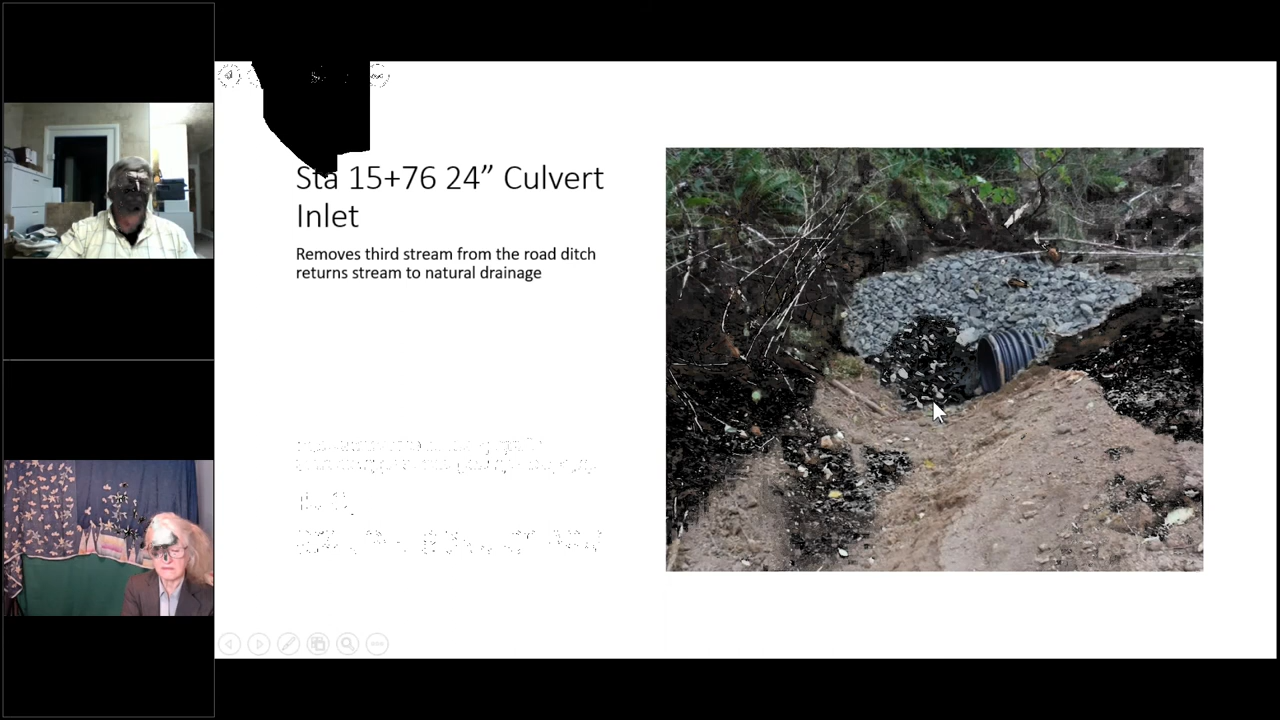 Sta 15+76 24” Culvert
Inlet
Removes third stream from the road ditch
returns stream to natural drainage